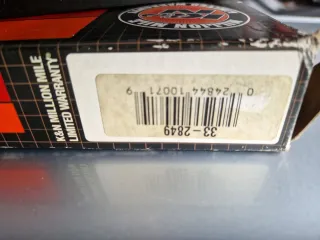 K&N MILLION MILE
LIMITED WARRANTY*
0 24844 10071 9
33-2849